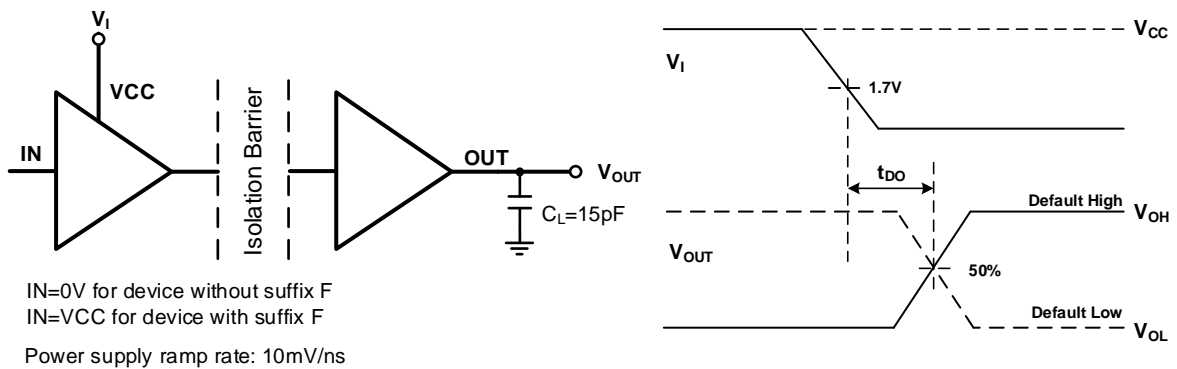 VI
VCC
IN
Isolation Barrier
OUT
VOUT
CL=15pF
IN=0V for device without suffix F
IN=VCC for device with suffix F
Power supply ramp rate: 10mV/ns
VCC
VI
1.7V
tDO
Default High
VOH
VOUT
50%
Default Low
VOL